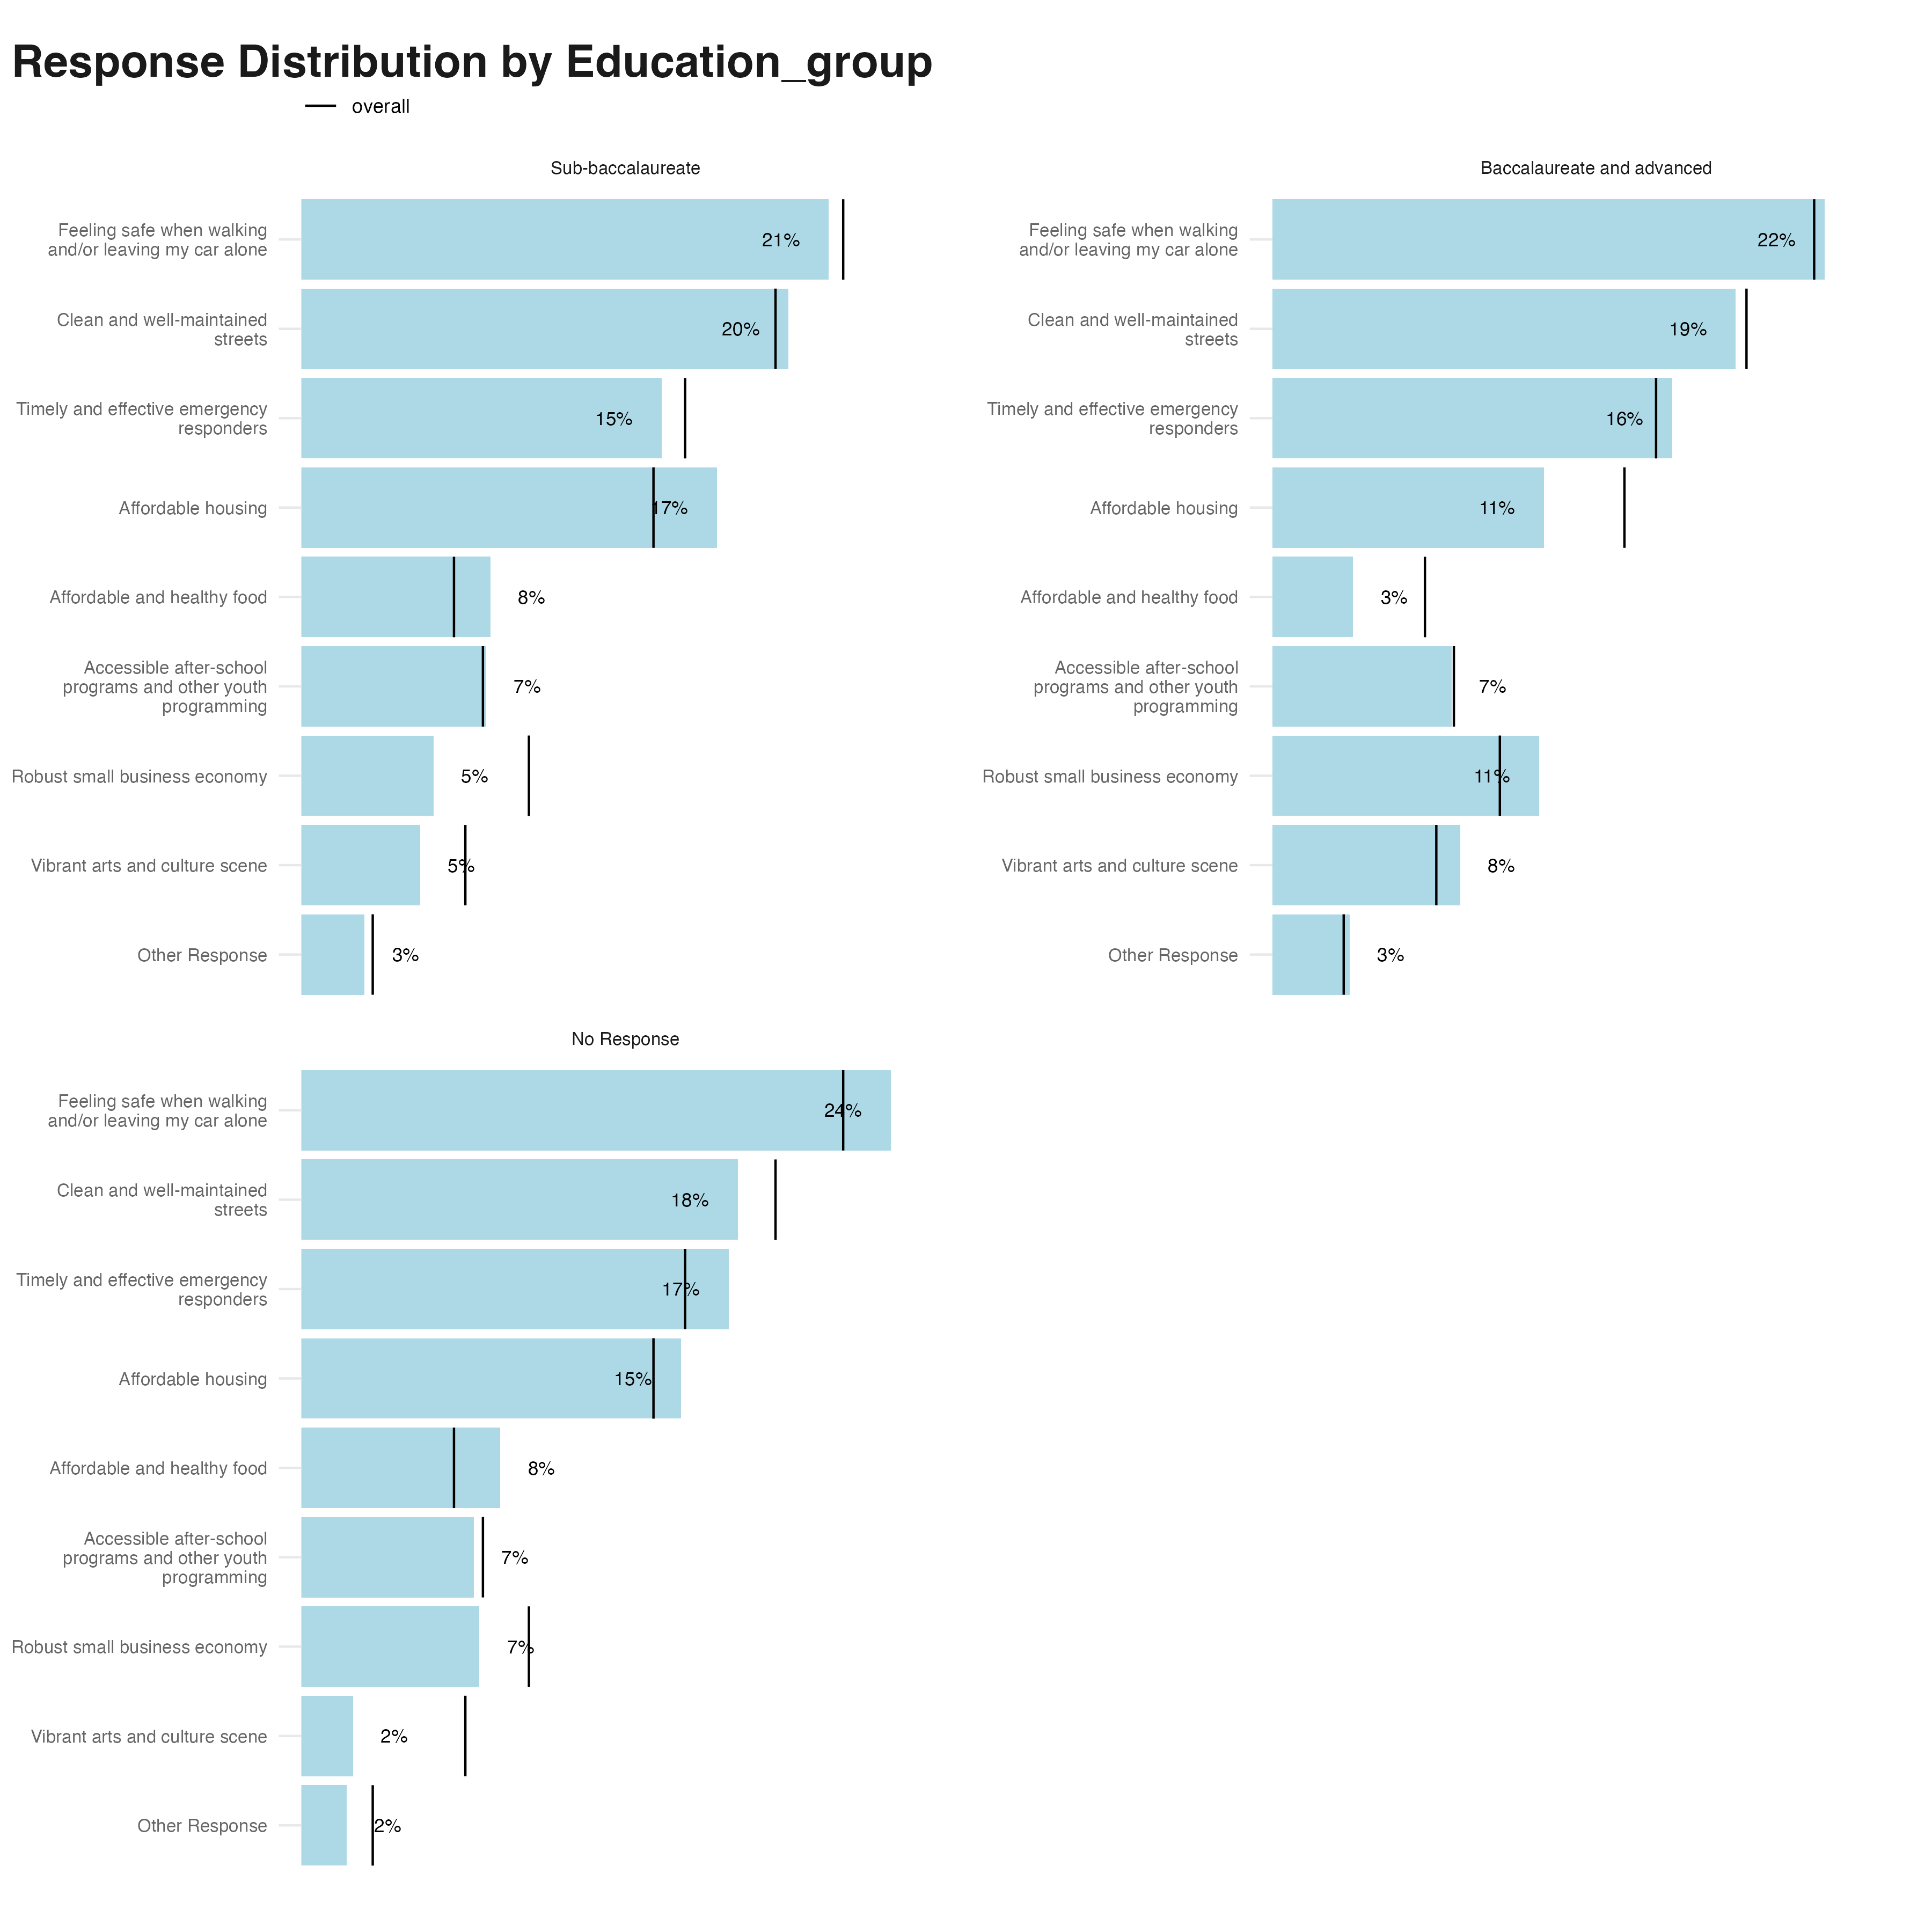 Response Distribution by Education_group
overall
Sub-baccalaureate
Feeling safe when walking
and/or leaving my car alone
21%
Clean and well-maintained
streets
20%
Timely and effective emergency
responders
15%
Affordable housing
17%
Affordable and healthy food
8%
Accessible after-school
programs and other youth
programming
7%
Robust small business economy
5%
Vibrant arts and culture scene
5%
Other Response
3%
Baccalaureate and advanced
Feeling safe when walking
and/or leaving my car alone
22%
Clean and well-maintained
streets
19%
Timely and effective emergency
responders
16%
Affordable housing
11%
Affordable and healthy food
3%
Accessible after-school
programs and other youth
programming
7%
Robust small business economy
11%
Vibrant arts and culture scene
8%
Other Response
3%
No Response
Feeling safe when walking
and/or leaving my car alone
24%
Clean and well-maintained
streets
18%
Timely and effective emergency
responders
17%
Affordable housing
15%
Affordable and healthy food
8%
Accessible after-school
programs and other youth
programming
7%
Robust small business economy
7%
Vibrant arts and culture scene
2%
Other Response
2%